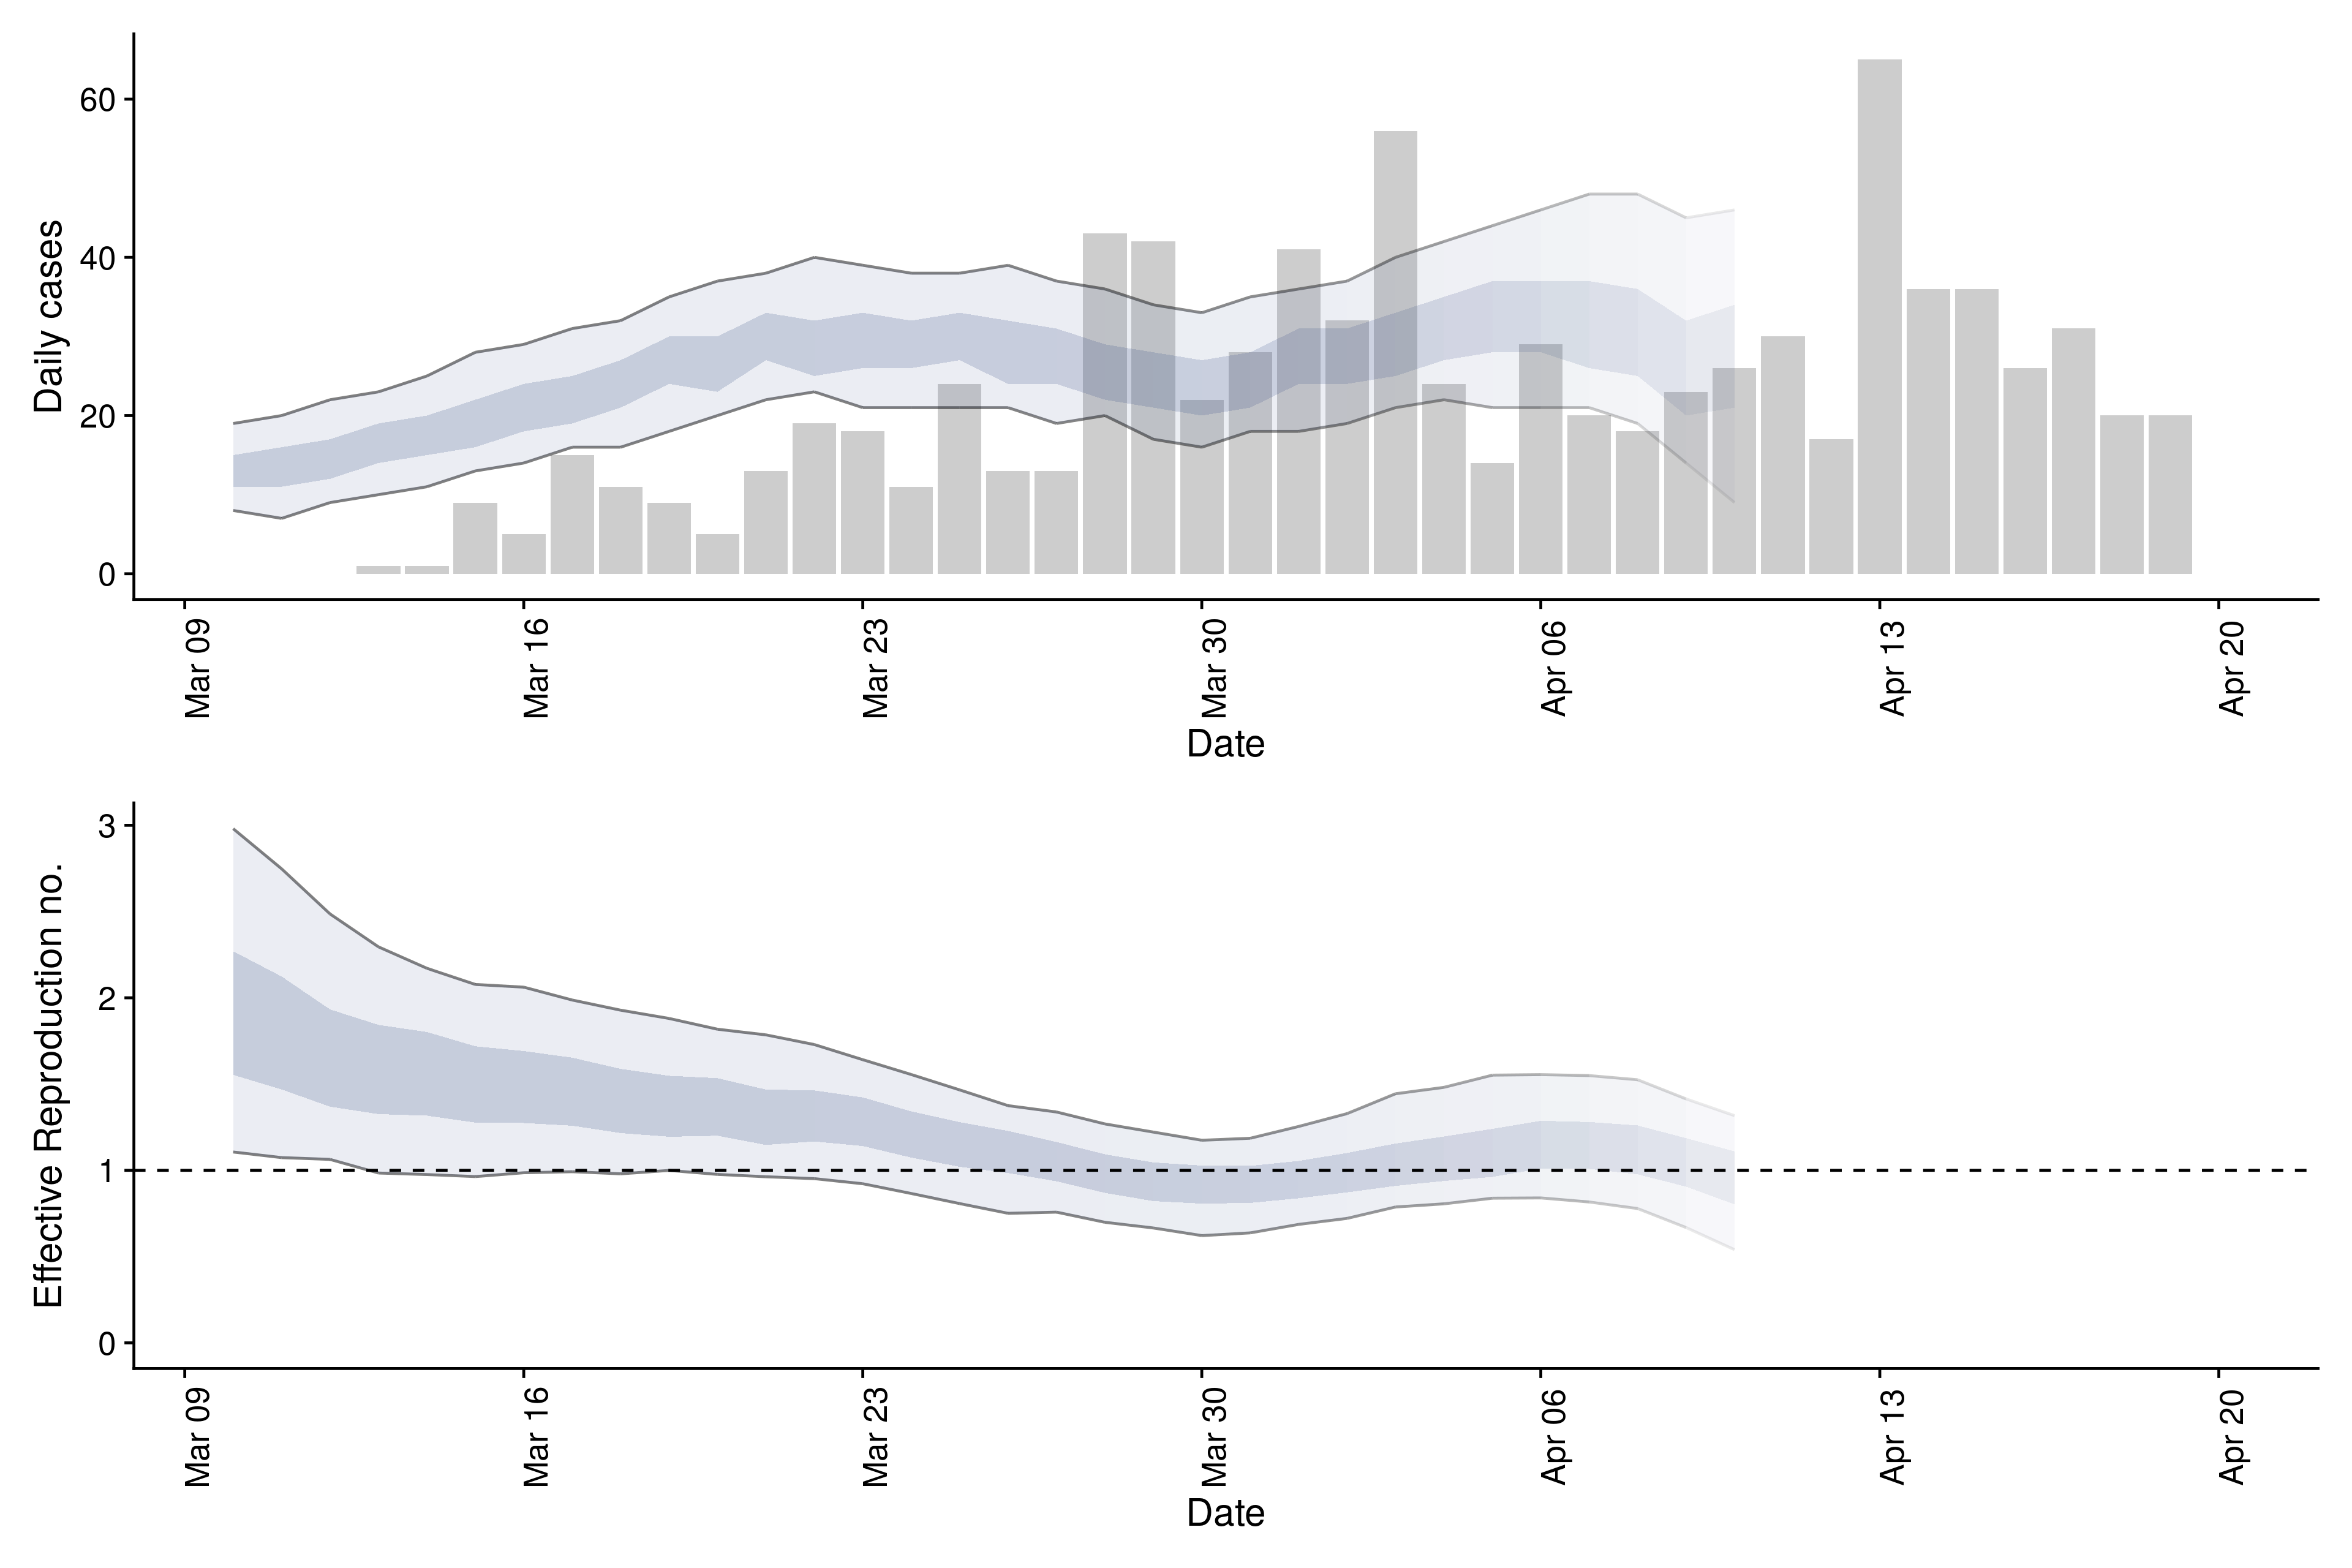 Daily cases
60
40
20
0
Mar 09
Mar 16
Mar 23
Mar 30
Apr 06
Apr 13
Apr 20
Date
Effective Reproduction no.
3
2
1
0
Mar 09
Mar 16
Mar 23
Mar 30
Apr 06
Apr 13
Apr 20
Date